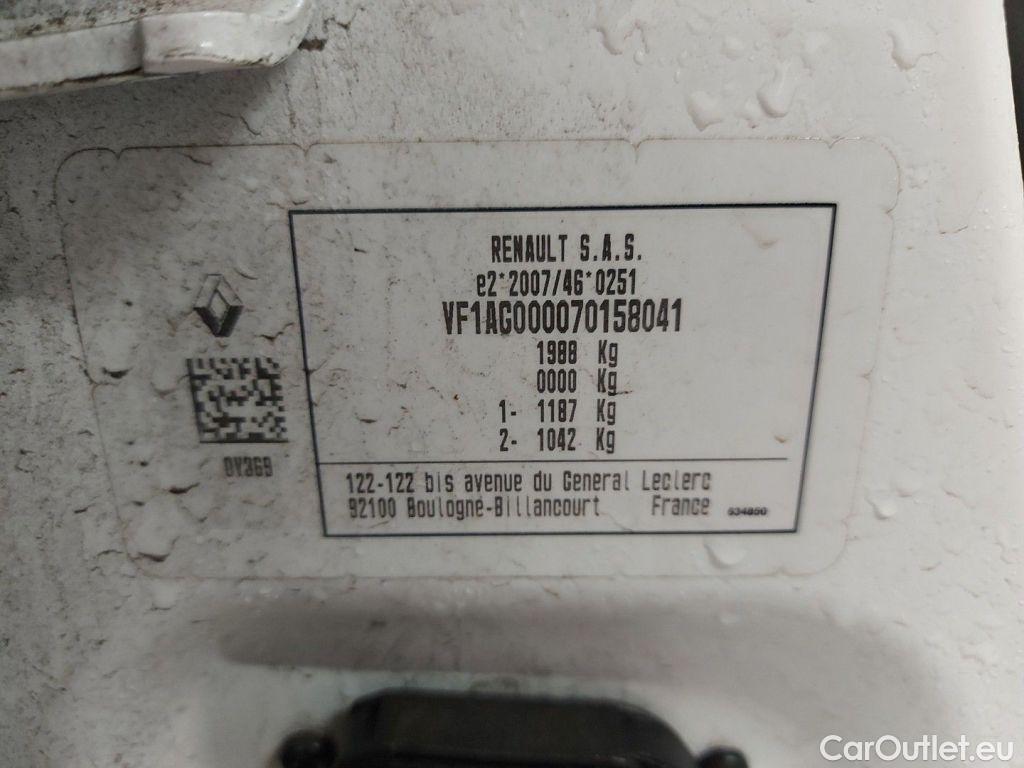 RENAULT S.A.S.
e2*2007/46*0251
VF1AG000070158041
1988 Kg
0000 Kg
1- 1187 Kg
2- 1042 Kg
0Y369
122-122 bis avenue du General Leclerc
92100 Boulogne-Billancourt France 534850
CarOutlet.eu